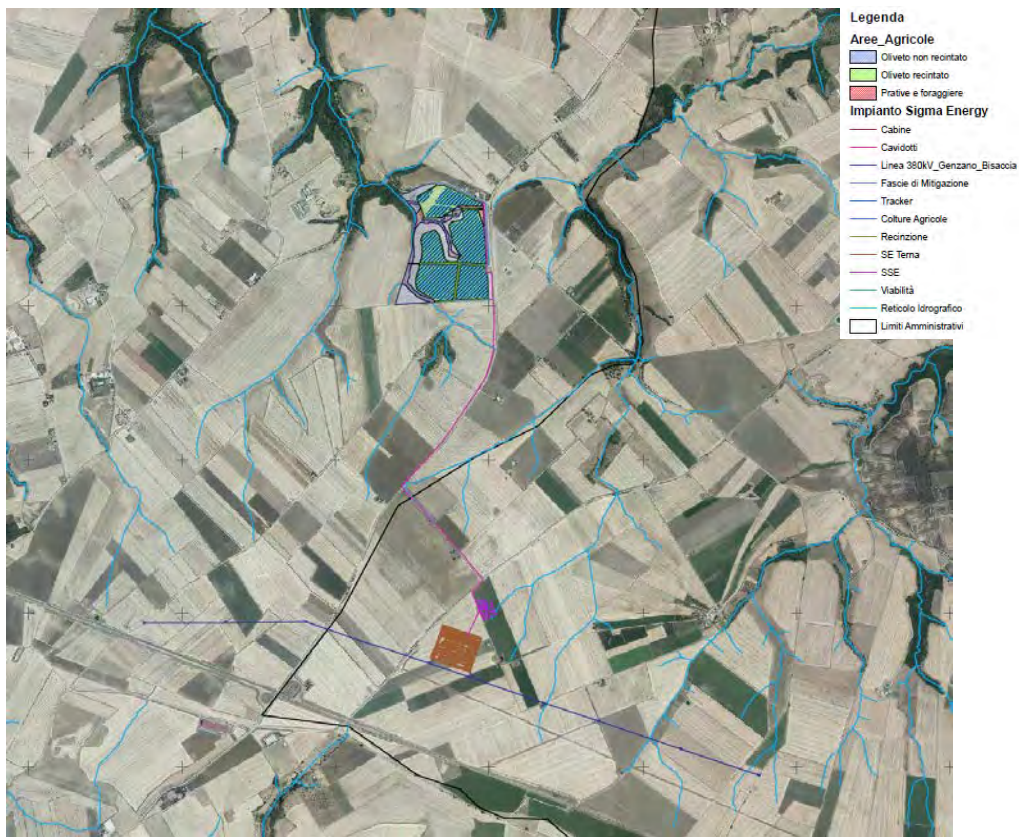 Legenda
Aree_Agricole
Oliveto non recintato
Oliveto recintato
Prative e foraggiere
Impianto Sigma Energy
Cabine
Cavidotti
Linea 380kV_Genzano_Bisaccia
Fascie di Mitigazione
Tracker
Colture Agricole
Recinzione
SE Terna
SSE
Viabilità
Reticolo Idrografico
Limiti Amministrativi